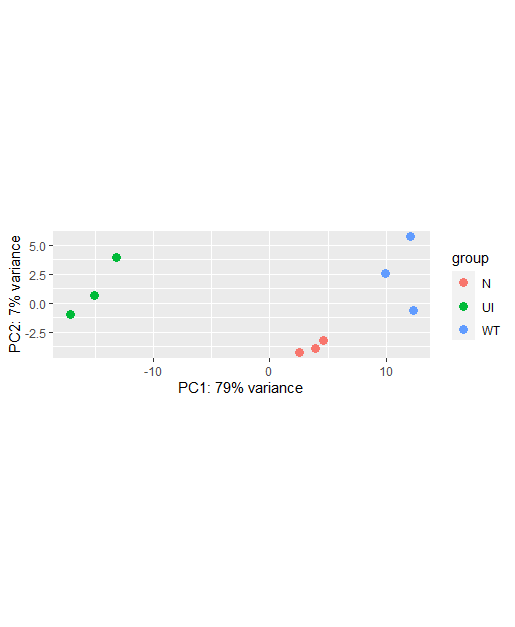 PC2: 7% variance
5.0
2.5
0.0
-2.5
-10
0
10
PC1: 79% variance
group
N
UI
WT